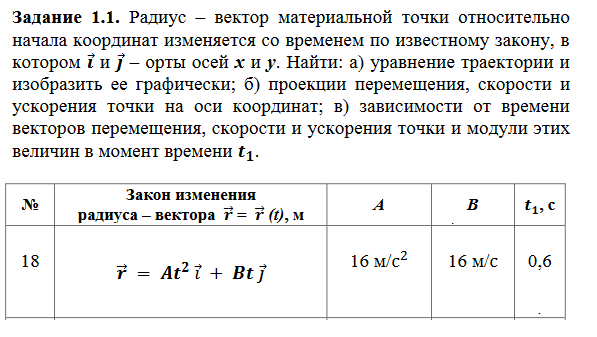 Задание 1.1. Радиус – вектор материальной точки относительно
начала координат изменяется со временем по известному закону, в
котором i⃗ и j⃗ – орты осей x и y. Найти: а) уравнение траектории и
изобразить ее графически; б) проекции перемещения, скорости и
ускорения точки на оси координат; в) зависимости от времени
векторов перемещения, скорости и ускорения точки и модули этих
величин в момент времени t₁.
№
Закон изменения
радиуса – вектора r⃗ = r⃗ (t), м
A
B
t₁, с
18
r⃗ = At² i⃗ + Bt j⃗
16 м/с²
16 м/с
0,6